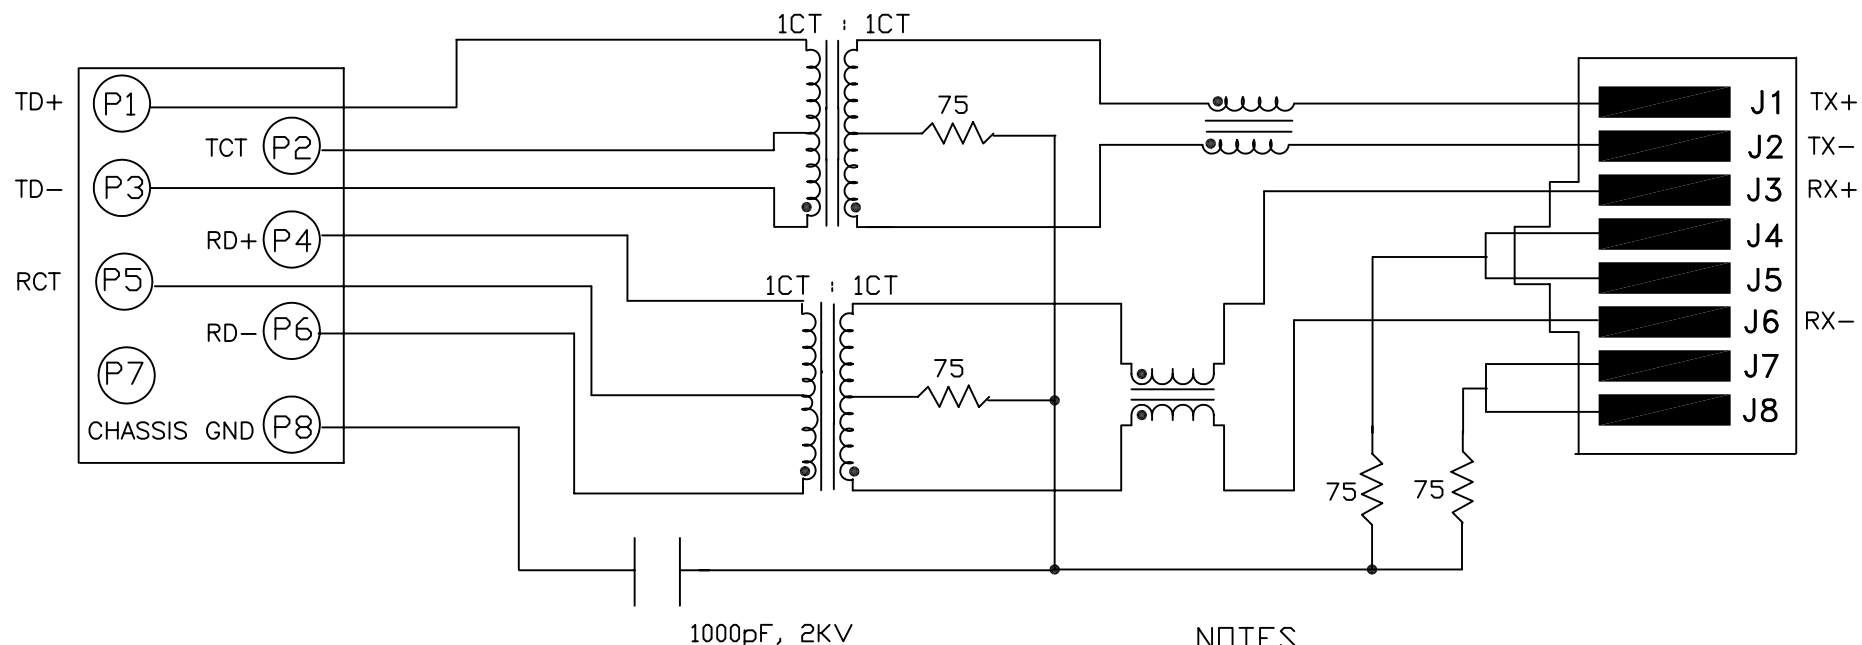 1CT : 1CT
TD+ P1
75
J1 TX+
TCT P2
J2 TX-
TD- P3
J3 RX+
RD+ P4
J4
RCT P5
1CT : 1CT
J5
RD- P6
J6 RX-
P7
75
J7
CHASSIS GND P8
J8
75 75
1000pF, 2KV
NOTES